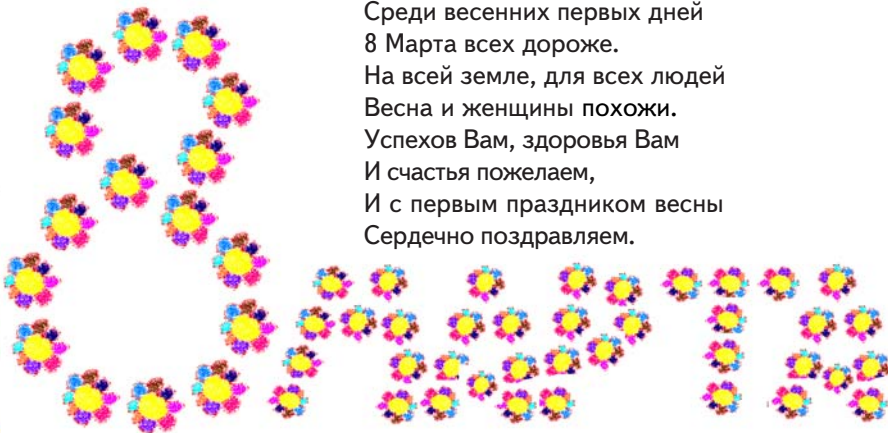 Среди весенних первых дней
8 Марта всех дороже.
На всей земле, для всех людей
Весна и женщины похожи.
Успехов Вам, здоровья Вам
И счастья пожелаем,
И с первым праздником весны
Сердечно поздравляем.
8 марта